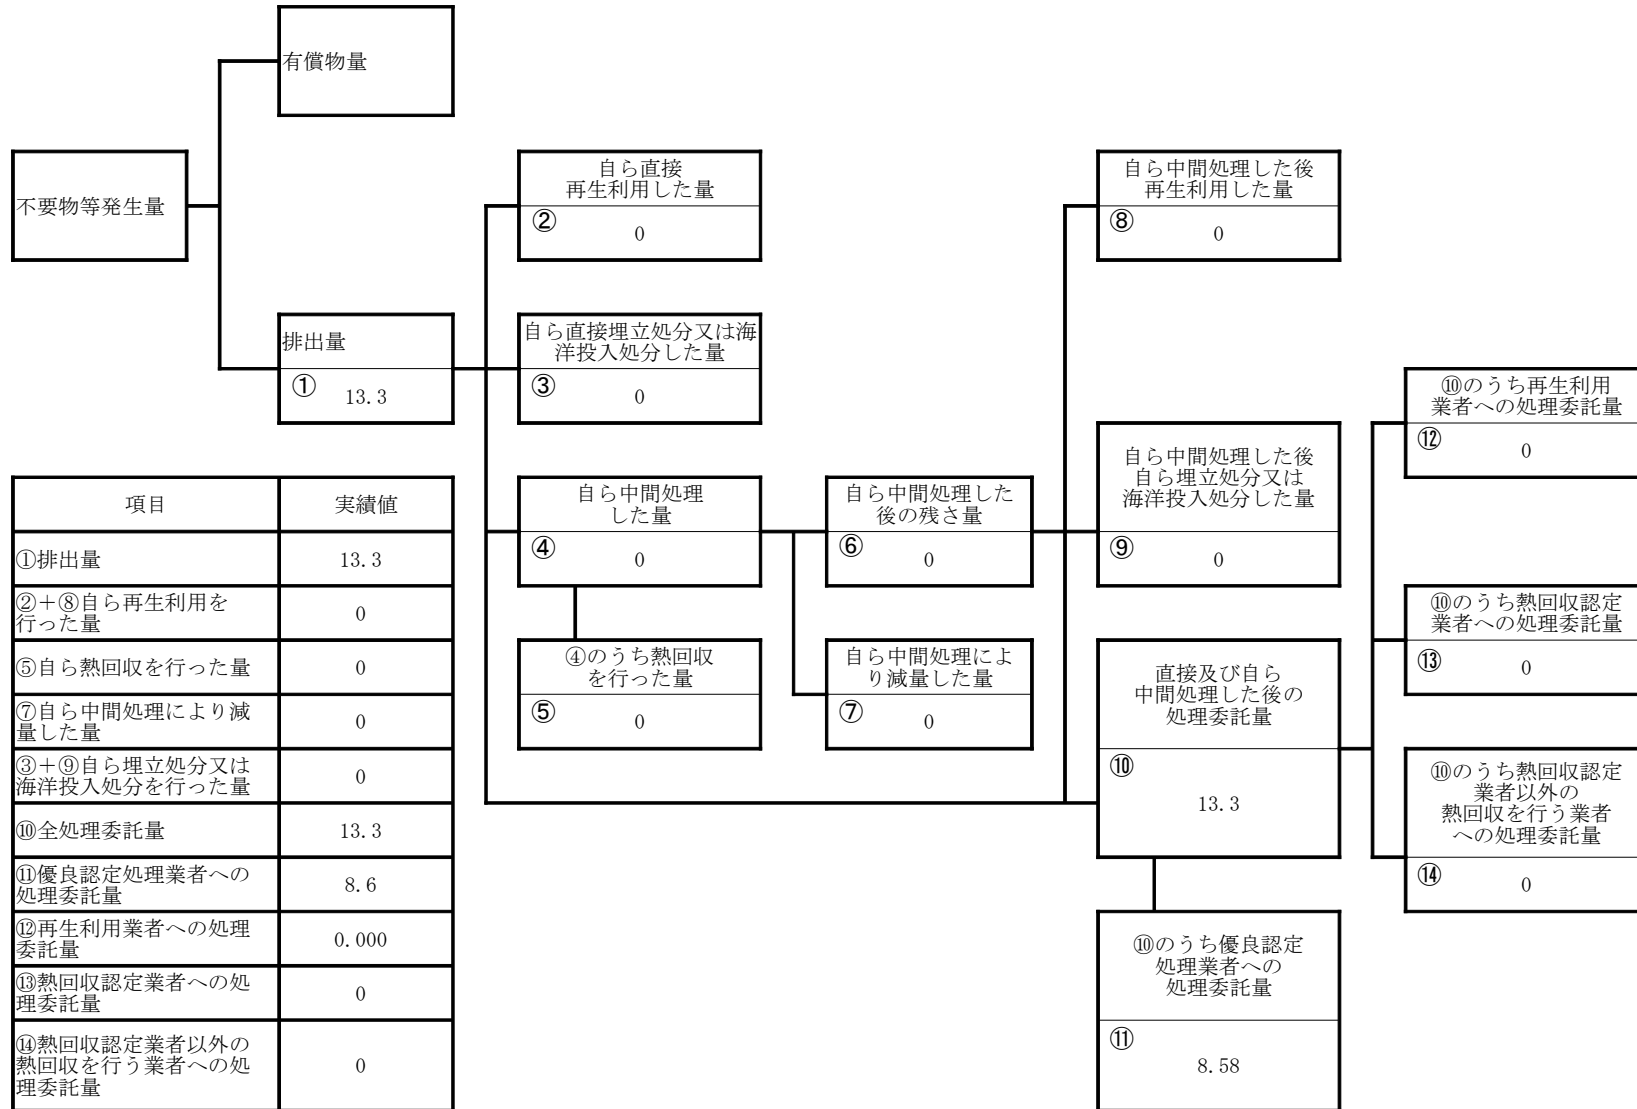 有償物量
不要物等発生量
自ら直接
再生利用した量
②
0
自ら中間処理した後
再生利用した量
⑧
0
排出量
①
13.3
自ら直接埋立処分又は海
洋投入処分した量
③
0
⑩のうち再生利用
業者への処理委託量
⑫
0
自ら中間処理
した量
④
0
自ら中間処理した
後の残さ量
⑥
0
自ら中間処理した後
自ら埋立処分又は
海洋投入処分した量
⑨
0
⑩のうち熱回収認定
業者への処理委託量
⑬
0
④のうち熱回収
を行った量
⑤
0
自ら中間処理によ
り減量した量
⑦
0
直接及び自ら
中間処理した後の
処理委託量
⑩
13.3
⑩のうち熱回収認定
業者以外の
熱回収を行う業者
への処理委託量
⑭
0
⑩のうち優良認定
処理業者への
処理委託量
⑪
8.58
項目 実績値
①排出量 13.3
②＋⑧自ら再生利用を
行った量 0
⑤自ら熱回収を行った量 0
⑦自ら中間処理により減
量した量 0
③＋⑨自ら埋立処分又は
海洋投入処分を行った量 0
⑩全処理委託量 13.3
⑪優良認定処理業者への
処理委託量 8.6
⑫再生利用業者への処理
委託量 0.000
⑬熱回収認定業者への処
理委託量 0
⑭熱回収認定業者以外の
熱回収を行う業者への処
理委託量 0